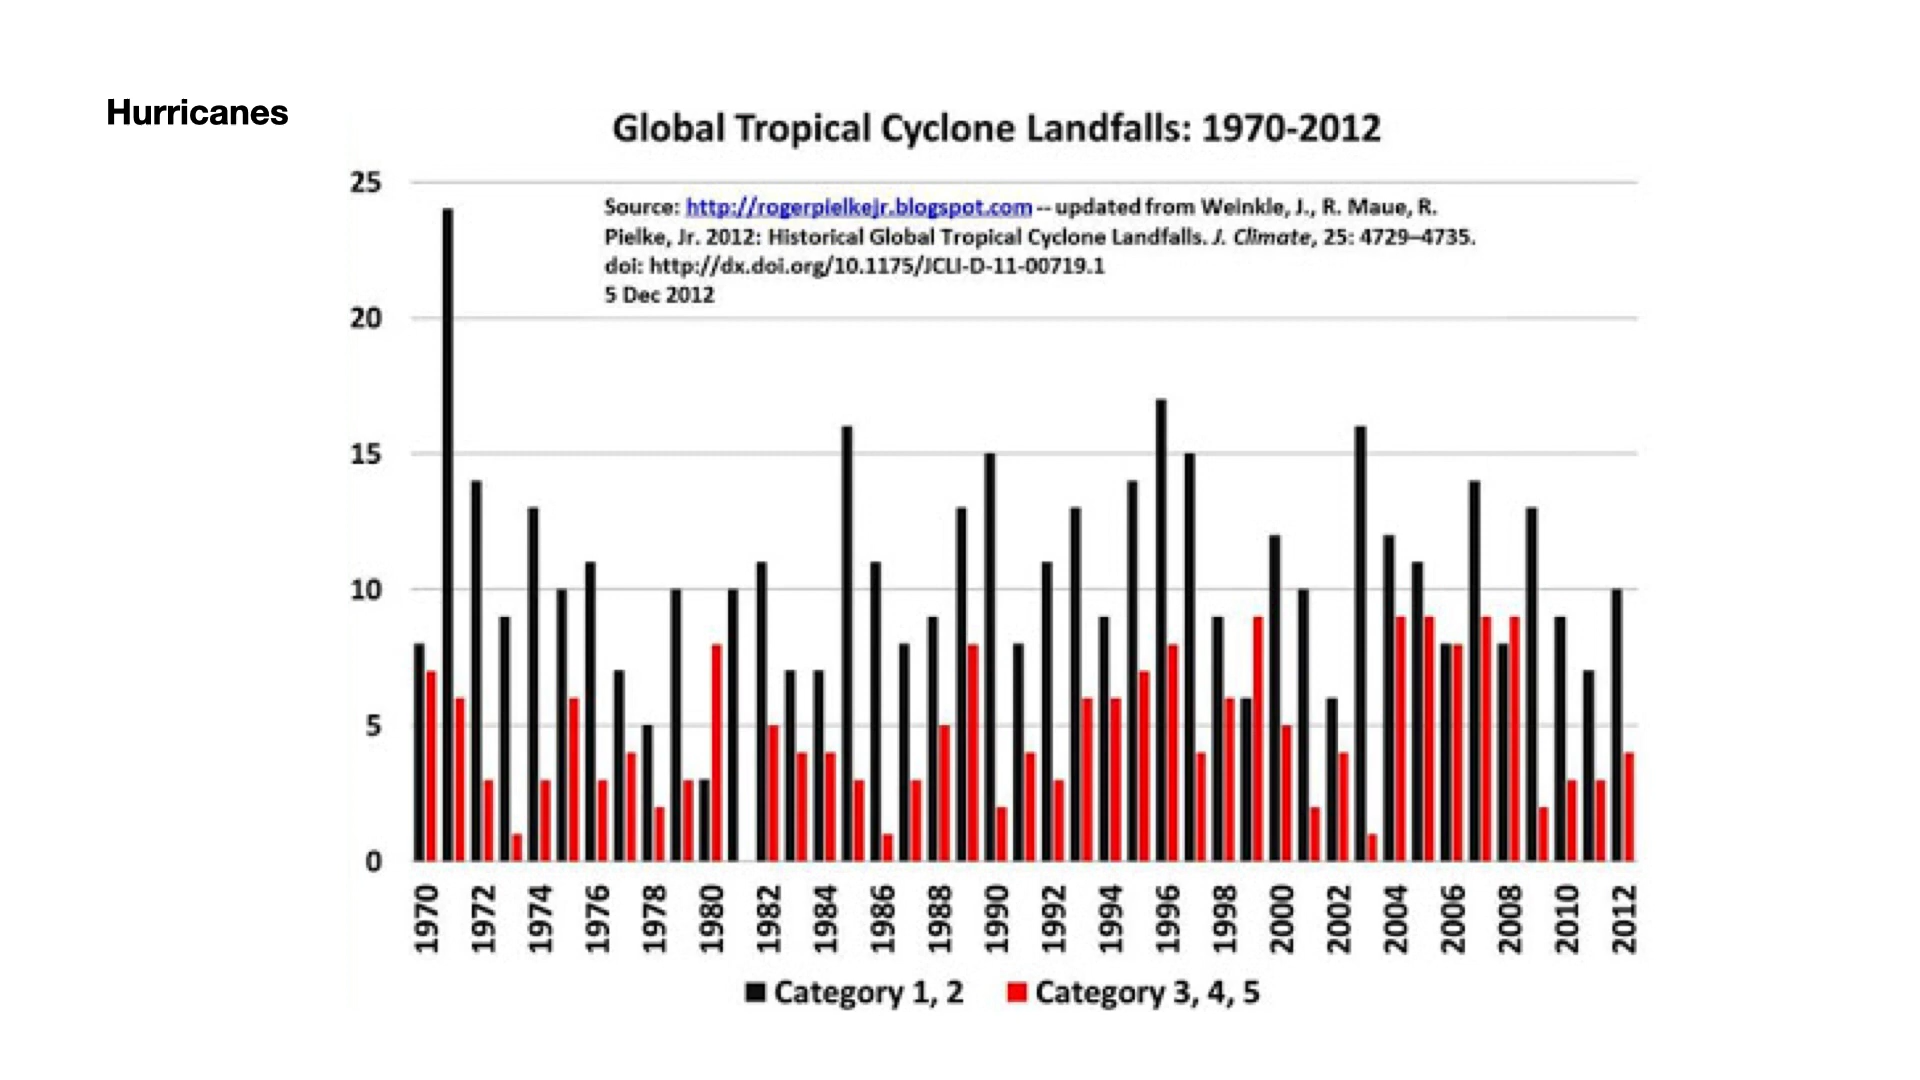 Hurricanes
Global Tropical Cyclone Landfalls: 1970-2012
25
Source: http://rogerpielkejr.blogspot.com -- updated from Weinkle, J., R. Maue, R.
Pielke, Jr. 2012: Historical Global Tropical Cyclone Landfalls. J. Climate, 25: 4729–4735.
doi: http://dx.doi.org/10.1175/JCLI-D-11-00719.1
5 Dec 2012
20
15
10
5
0
1970 1972 1974 1976 1978 1980 1982 1984 1986 1988 1990 1992 1994 1996 1998 2000 2002 2004 2006 2008 2010 2012
Category 1, 2 Category 3, 4, 5